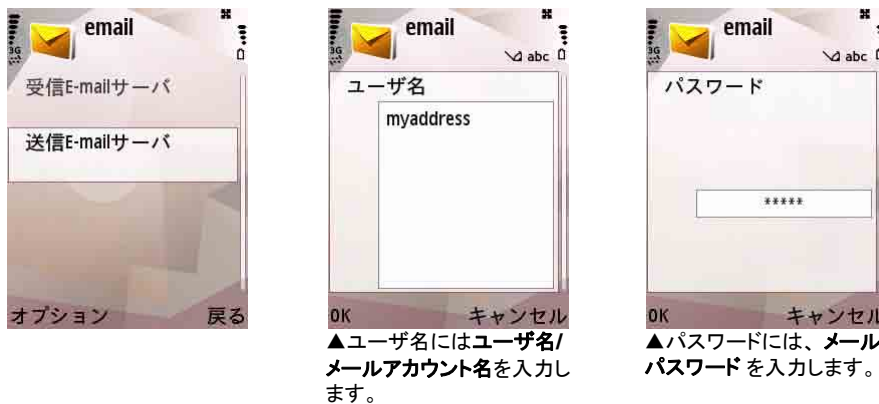 email
3G
受信E-mailサーバ
送信E-mailサーバ
オプション 戻る
email
3G
abc
ユーザ名
myaddress
OK キャンセル
▲ユーザ名にはユーザ名/
メールアカウント名を入力し
ます。
email
3G
abc
パスワード
*****
OK キャンセル
▲パスワードには、メール
パスワード を入力します。